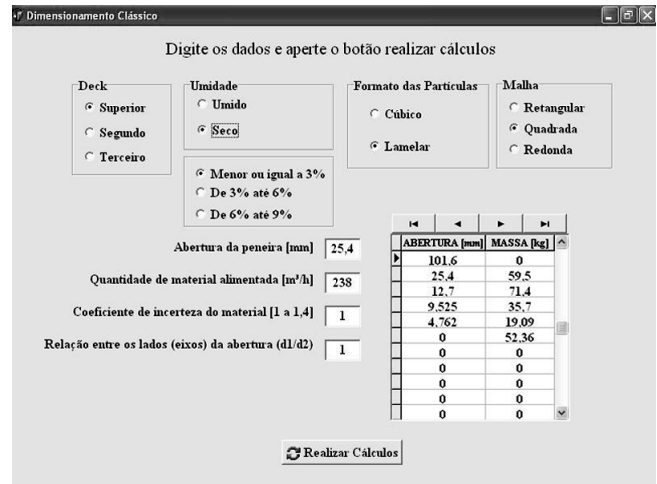 Dimensionamento Clássico
Digite os dados e aperte o botão realizar cálculos
Deck
Superior
Segundo
Terceiro
Umidade
Umido
Seco
Menor ou igual a 3%
De 3% até 6%
De 6% até 9%
Formato das Partículas
Cúbico
Lamelar
Malha
Retangular
Quadrada
Redonda
Abertura da peneira [mm] 25,4
Quantidade de material alimentada [m³/h] 238
Coeficiente de incerteza do material [1 a 1,4] 1
Relação entre os lados (eixos) da abertura (d1/d2) 1
ABERTURA [mm] MASSA [kg]
101,6 0
25,4 59,5
12,7 71,4
9,525 35,7
4,762 19,09
0 52,36
0 0
0 0
0 0
0 0
0 0
Realizar Cálculos